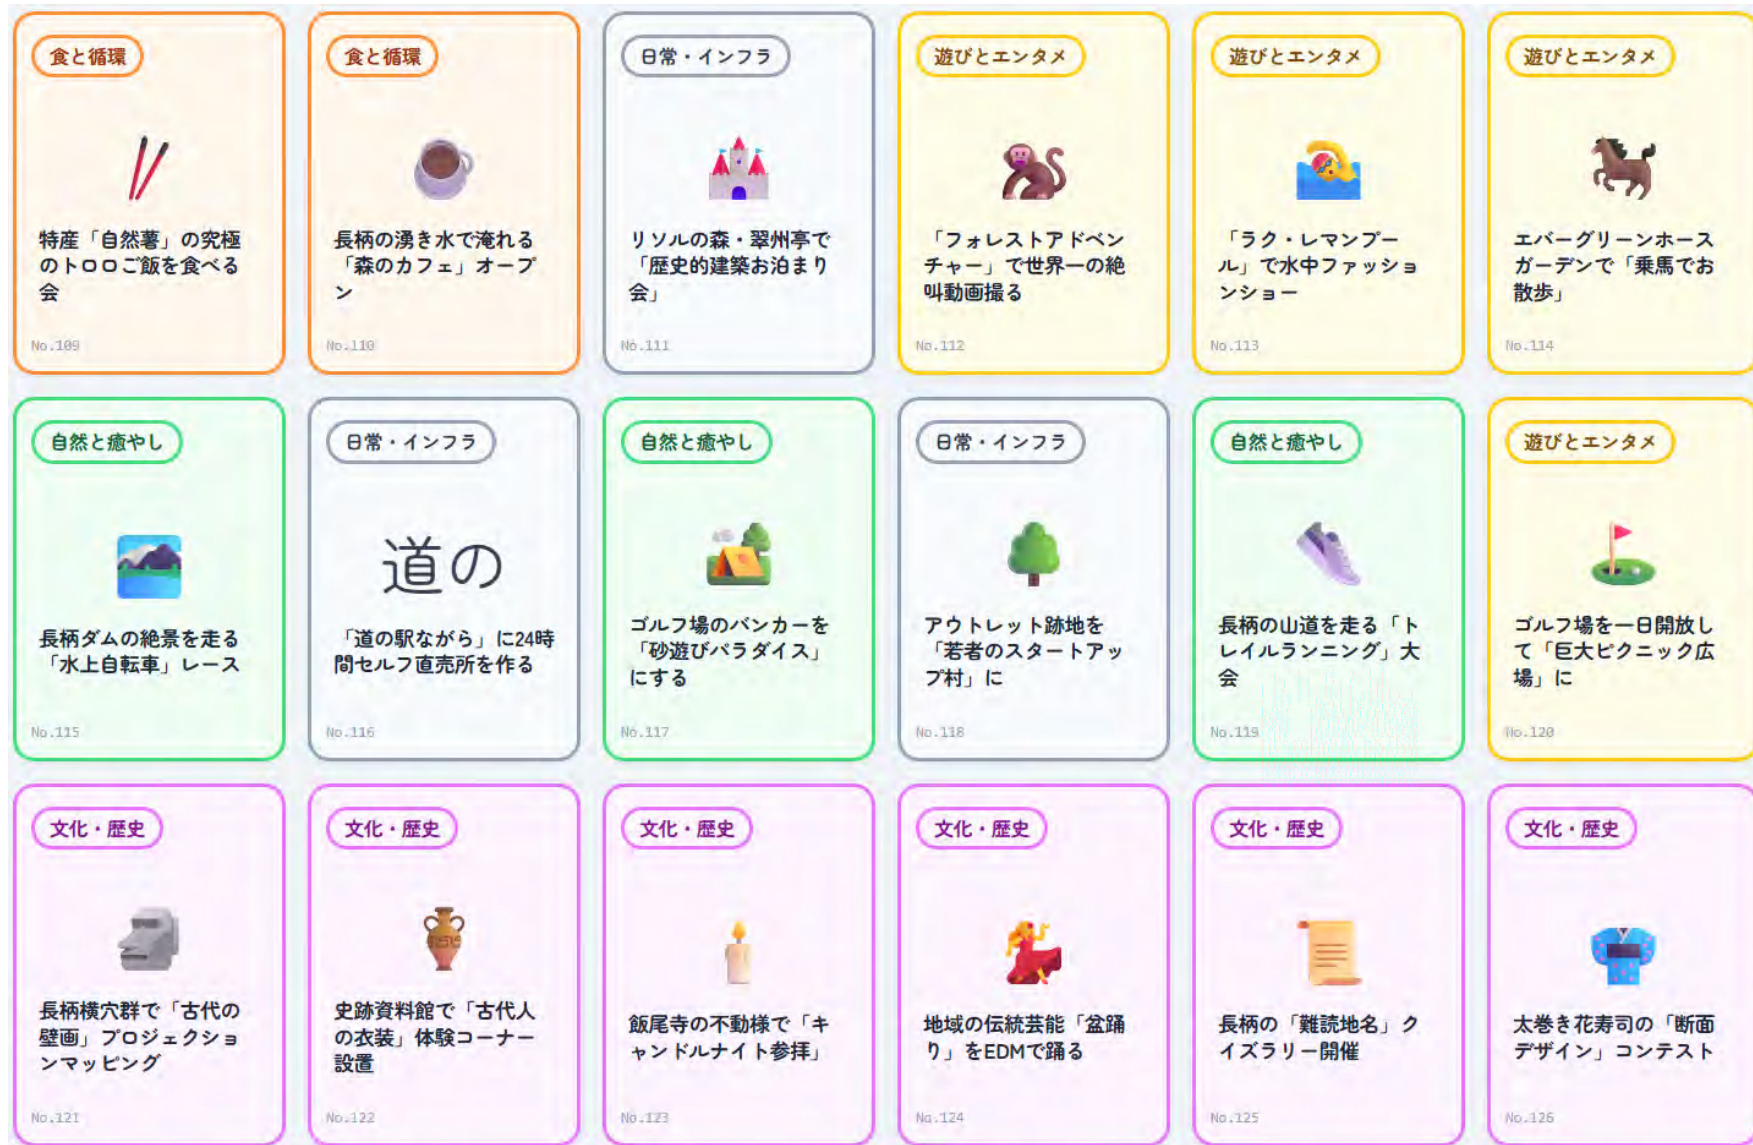 食と循環
特産「自然薯」の究極
のトロロご飯を食べる
会
No.109
食と循環
長柄の湧き水で淹れる
「森のカフェ」オープ
ン
No.110
日常・インフラ
リソルの森・翠州亭で
「歴史的建築お泊まり
会」
No.111
遊びとエンタメ
「フォレストアドベン
チャー」で世界一の絶
叫動画撮る
No.112
遊びとエンタメ
「ラク・レマンプー
ル」で水中ファッショ
ンショー
No.113
遊びとエンタメ
エバーグリーンホース
ガーデンで「乗馬でお
散歩」
No.114
自然と癒やし
長柄ダムの絶景を走る
「水上自転車」レース
No.115
日常・インフラ
道の
「道の駅ながら」に24時
間セルフ直売所を作る
No.116
自然と癒やし
ゴルフ場のバンカーを
「砂遊びパラダイス」
にする
No.117
日常・インフラ
アウトレット跡地を
「若者のスタートアッ
プ村」に
No.118
自然と癒やし
長柄の山道を走る「ト
レイルランニング」大
会
No.119
遊びとエンタメ
ゴルフ場を一日開放し
て「巨大ピクニック広
場」に
No.120
文化・歴史
長柄横穴群で「古代の
壁画」プロジェクショ
ンマッピング
No.121
文化・歴史
史跡資料館で「古代人
の衣装」体験コーナー
設置
No.122
文化・歴史
飯尾寺の不動様で「キ
ャンドルナイト参拝」
No.123
文化・歴史
地域の伝統芸能「盆踊
り」をEDMで踊る
No.124
文化・歴史
長柄の「難読地名」ク
イズラリー開催
No.125
文化・歴史
太巻き花寿司の「断面
デザイン」コンテスト
No.126